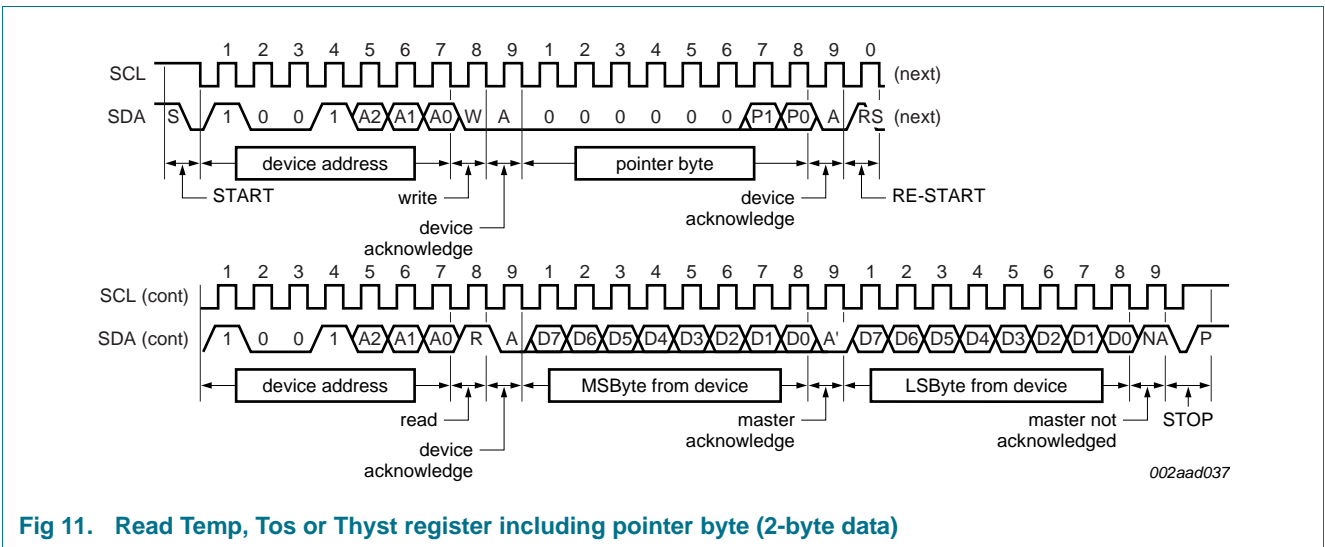 1 2 3 4 5 6 7 8 9 1 2 3 4 5 6 7 8 9 0
SCL (next)
SDA S 1 0 0 1 A2 A1 A0 W A 0 0 0 0 0 0 P1 P0 A RS (next)
device address pointer byte
START write device RE-START
acknowledge
device
acknowledge
1 2 3 4 5 6 7 8 9 1 2 3 4 5 6 7 8 9 1 2 3 4 5 6 7 8 9
SCL (cont)
SDA (cont) 1 0 0 1 A2 A1 A0 R A D7 D6 D5 D4 D3 D2 D1 D0 A' D7 D6 D5 D4 D3 D2 D1 D0 NA P
device address MSByte from device LSByte from device
read master master not STOP
acknowledge acknowledged
device
acknowledge
002aad037
Fig 11. Read Temp, Tos or Thyst register including pointer byte (2-byte data)